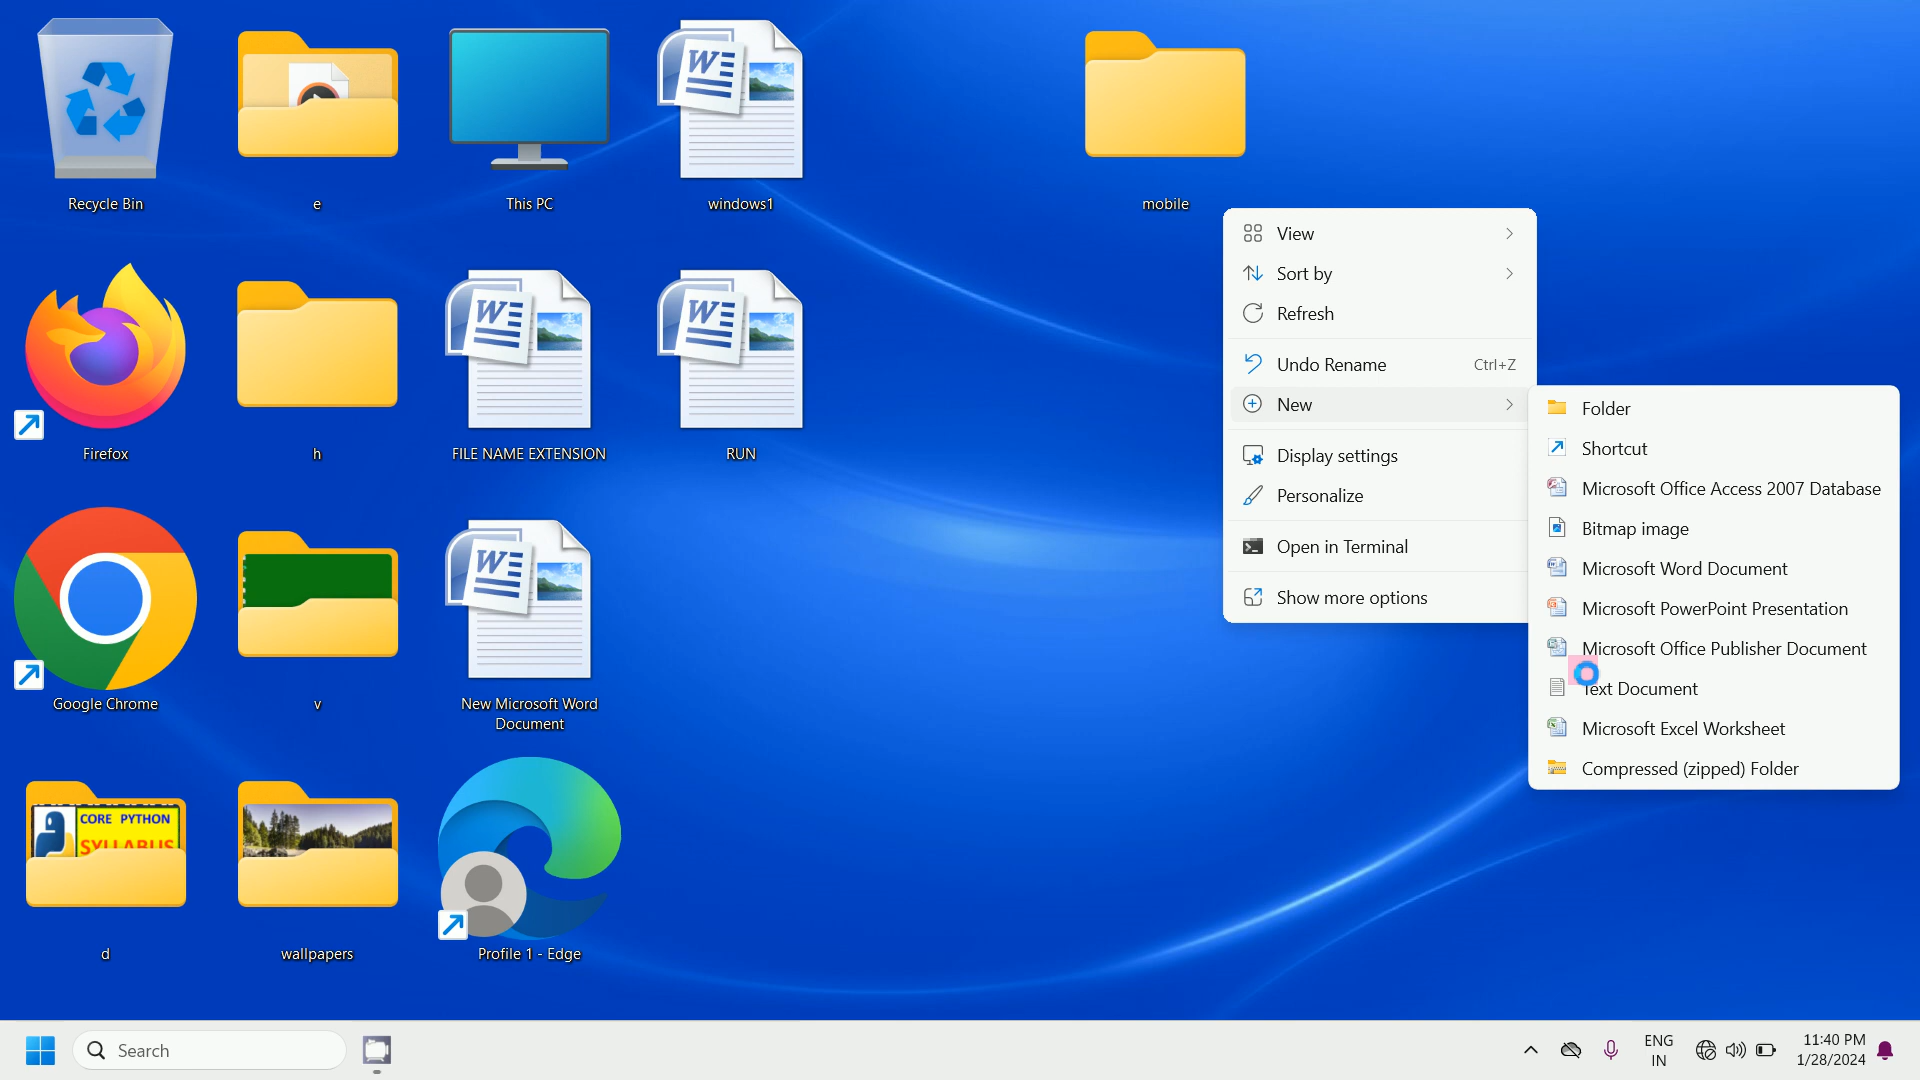 Recycle Bin
e
This PC
windows1
mobile
Firefox
h
FILE NAME EXTENSION
RUN
Google Chrome
v
New Microsoft Word
Document
CORE PYTHON
SYLLABUS
d
wallpapers
Profile 1 - Edge
View
Sort by
Refresh
Undo Rename Ctrl+Z
New
Display settings
Personalize
Open in Terminal
Show more options
Folder
Shortcut
Microsoft Office Access 2007 Database
Bitmap image
Microsoft Word Document
Microsoft PowerPoint Presentation
Microsoft Office Publisher Document
Text Document
Microsoft Excel Worksheet
Compressed (zipped) Folder
Search
ENG
IN
11:40 PM
1/28/2024